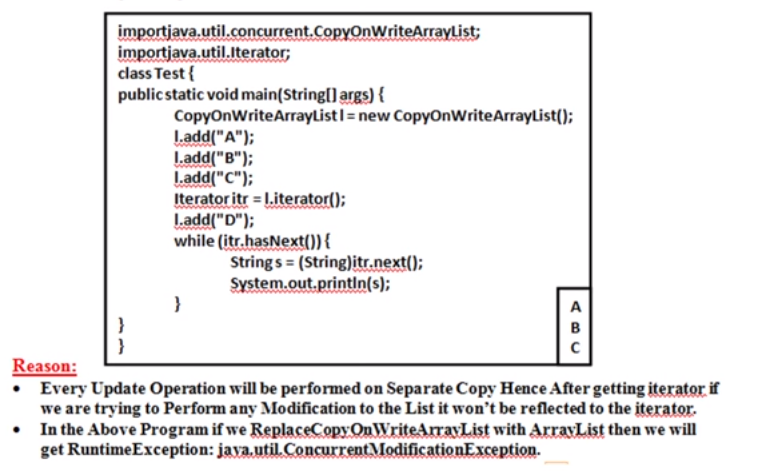 importjava.util.concurrent.CopyOnWriteArrayList;
importjava.util.Iterator;
class Test {
public static void main(String[] args) {
CopyOnWriteArrayList l = new CopyOnWriteArrayList();
l.add("A");
l.add("B");
l.add("C");
Iterator itr = l.iterator();
l.add("D");
while (itr.hasNext()) {
String s = (String)itr.next();
System.out.println(s);
}
}
}
A
B
C
Reason:
• Every Update Operation will be performed on Separate Copy Hence After getting iterator if
we are trying to Perform any Modification to the List it won't be reflected to the iterator.
• In the Above Program if we ReplaceCopyOnWriteArrayList with ArrayList then we will
get RuntimeException: java.util.ConcurrentModificationException.